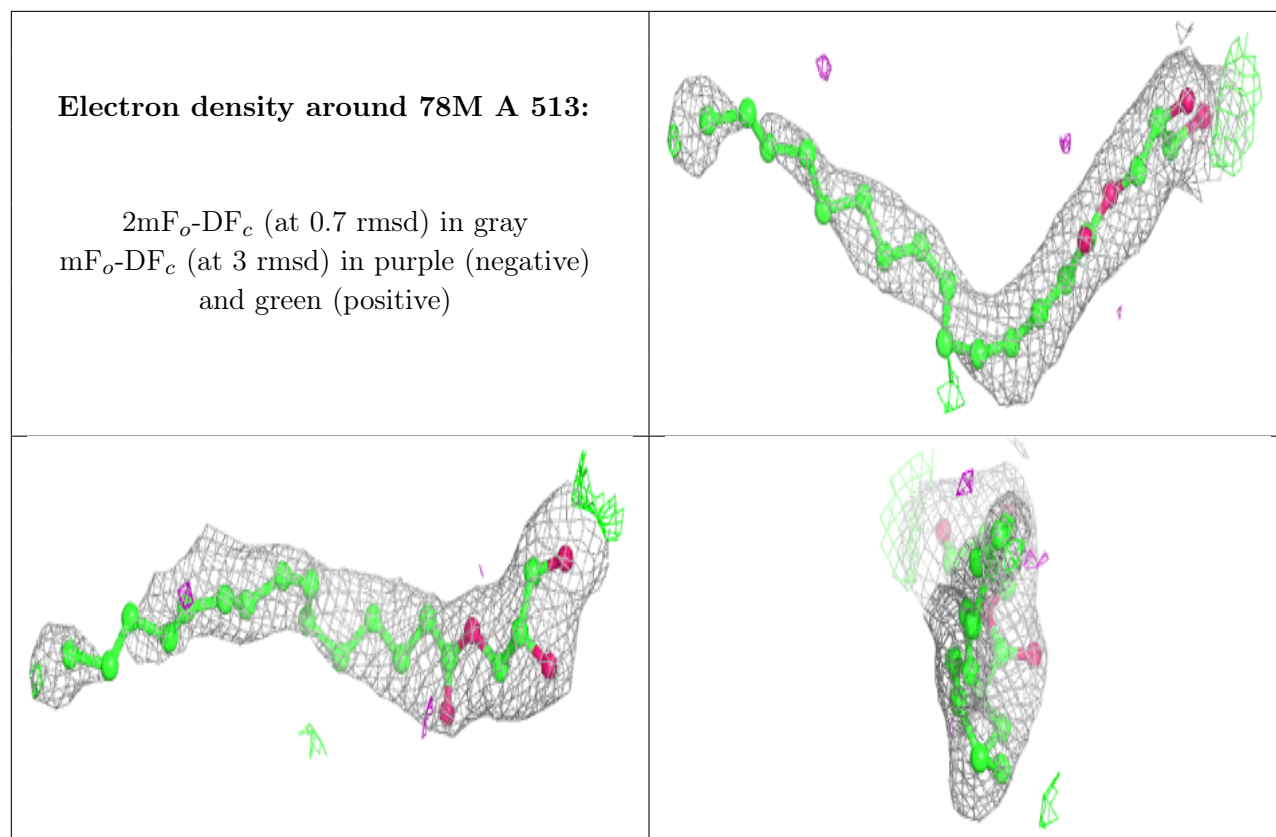 Electron density around 78M A 513:
2mFo-DFc (at 0.7 rmsd) in gray
mFo-DFc (at 3 rmsd) in purple (negative)
and green (positive)